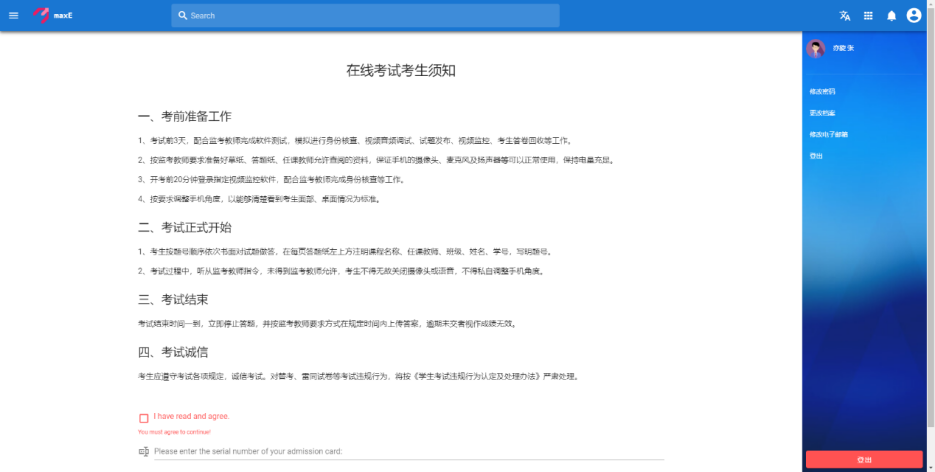 maxE
Search
亦旋 张
在线考试考生须知
修改密码
更改档案
修改电子邮箱
登出
一、考前准备工作
1、考试前3天，配合监考教师完成软件测试，模拟进行身份核查、视频音频调试、试题发布、视频监控、考生答卷回收等工作。
2、按监考教师要求准备好草纸、答题纸、任课教师允许查阅的资料，保证手机的摄像头、麦克风及扬声器等可以正常使用，保持电量充足。
3、开考前20分钟登录指定视频监控软件，配合监考教师完成身份核查等工作。
4、按要求调整手机角度，以能够清楚看到考生面部、桌面情况为标准。
二、考试正式开始
1、考生按题号顺序依次书面对试题做答，在每页答题纸左上方注明课程名称、任课教师、班级、姓名，学号，写明题号。
2、考试过程中，听从监考教师指令，未得到监考教师允许，考生不得无故关闭摄像头或语音，不得私自调整手机角度。
三、考试结束
考试结束时间一到，立即停止答题，并按监考教师要求方式在规定时间内上传答案，逾期未交者视作成绩无效。
四、考试诚信
考生应遵守考试各项规定，诚信考试。对替考、雷同试卷等考试违规行为，将按《学生考试违规行为认定及处理办法》严肃处理。
I have read and agree.
You must agree to continue!
Please enter the serial number of your admission card:
登出